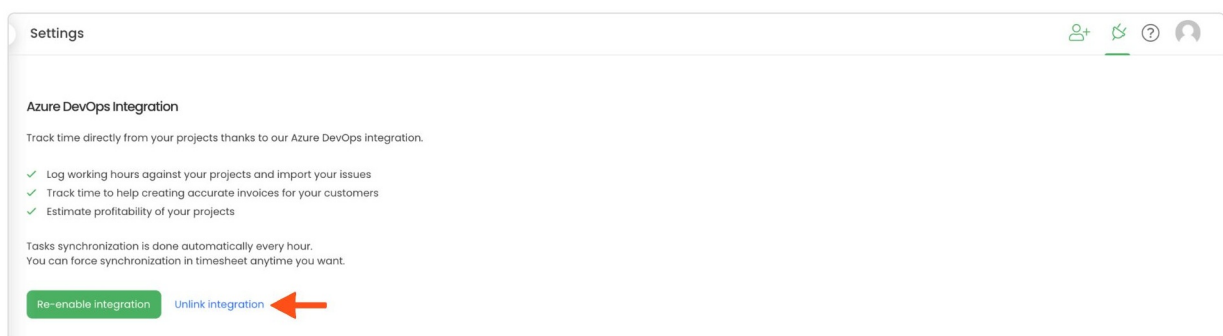 Settings
Azure DevOps Integration
Track time directly from your projects thanks to our Azure DevOps integration.
Log working hours against your projects and import your issues
Track time to help creating accurate invoices for your customers
Estimate profitability of your projects
Tasks synchronization is done automatically every hour.
You can force synchronization in timesheet anytime you want.
Re-enable integration Unlink integration